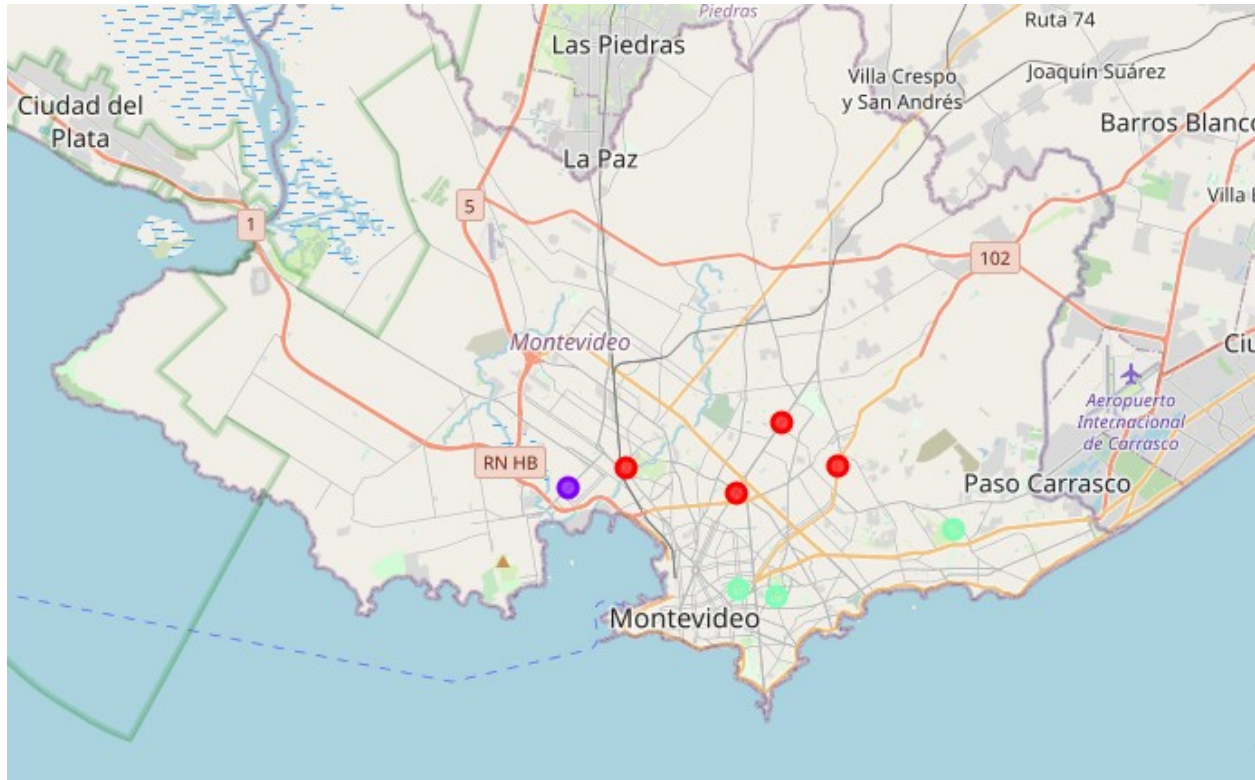 Piedras
Ruta 74
Las Piedras
Villa Crespo
y San Andrés
Joaquín Suárez
Ciudad del
Plata
Barros Blanco
La Paz
Villa
5
1
102
Montevideo
Aeropuerto
Internacional
de Carrasco
RN HB
Paso Carrasco
Montevideo